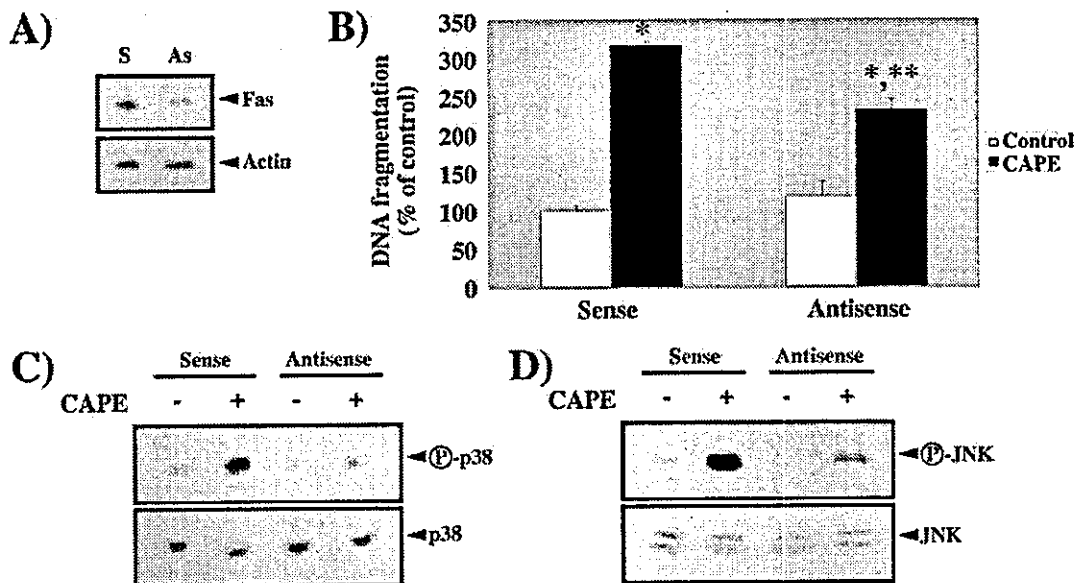 A)
S As
Fas
Actin
B)
DNA fragmentation
(% of control)
350
300
250
200
150
100
50
0
*
*,**
Sense Antisense
Control
CAPE
C)
Sense Antisense
CAPE - + - +
Ⓟ-p38
p38
D)
Sense Antisense
CAPE - + - +
Ⓟ-JNK
JNK